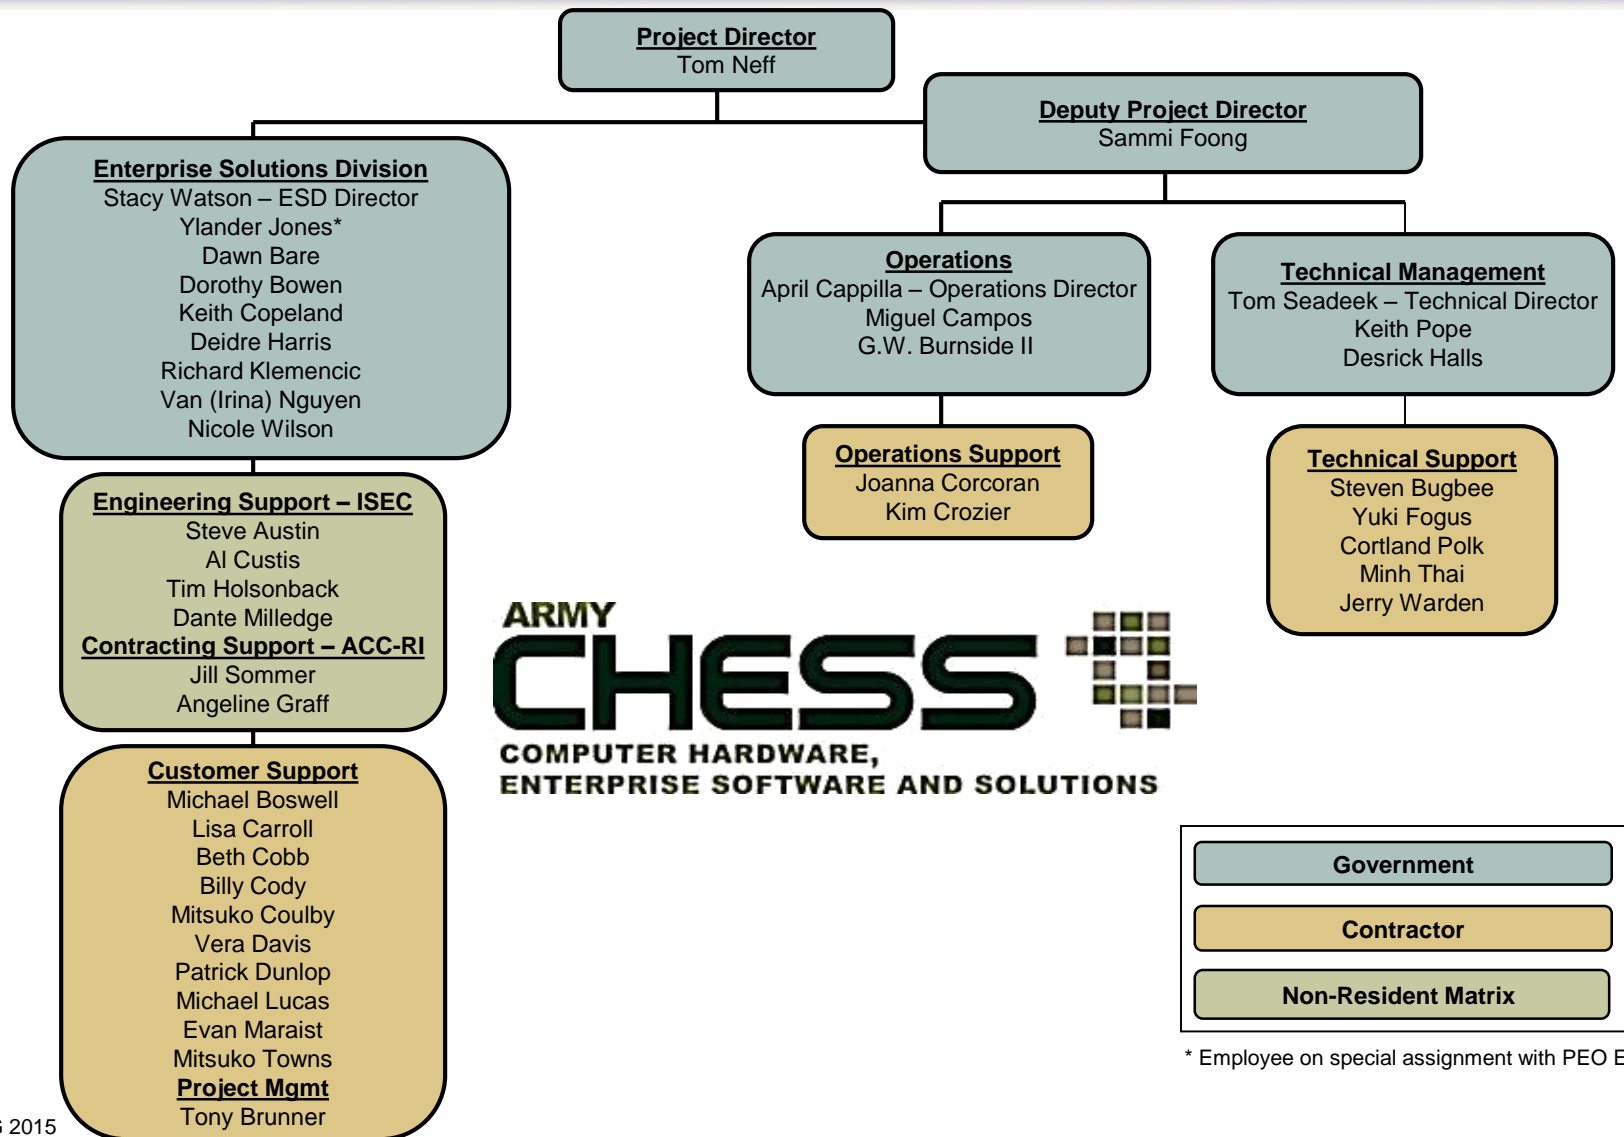 Project Director
Tom Neff
Deputy Project Director
Sammi Foong
Enterprise Solutions Division
Stacy Watson – ESD Director
Ylander Jones*
Dawn Bare
Dorothy Bowen
Keith Copeland
Deidre Harris
Richard Klemencic
Van (Irina) Nguyen
Nicole Wilson
Operations
April Cappilla – Operations Director
Miguel Campos
G.W. Burnside II
Technical Management
Tom Seadeek – Technical Director
Keith Pope
Desrick Halls
Operations Support
Joanna Corcoran
Kim Crozier
Technical Support
Steven Bugbee
Yuki Fogus
Cortland Polk
Minh Thai
Jerry Warden
Engineering Support – ISEC
Steve Austin
Al Custis
Tim Holsonback
Dante Milledge
Contracting Support – ACC-RI
Jill Sommer
Angeline Graff
Customer Support
Michael Boswell
Lisa Carroll
Beth Cobb
Billy Cody
Mitsuko Coulby
Vera Davis
Patrick Dunlop
Michael Lucas
Evan Maraist
Mitsuko Towns
Project Mgmt
Tony Brunner
ARMY
CHESS
COMPUTER HARDWARE,
ENTERPRISE SOFTWARE AND SOLUTIONS
Government
Contractor
Non-Resident Matrix
* Employee on special assignment with PEO
2015